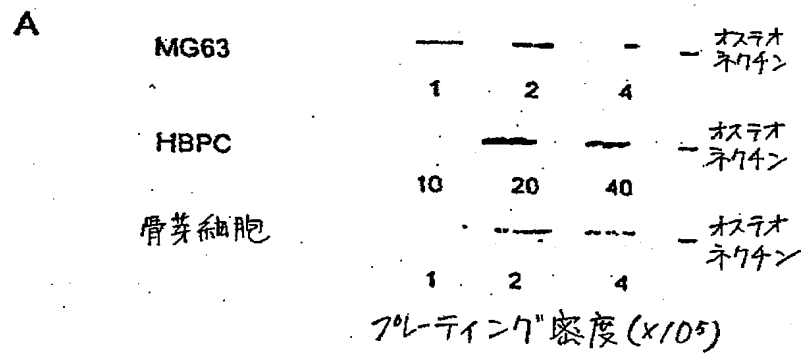 A
MG63
オステオ
ネクチン
1 2 4
HBPC
オステオ
ネクチン
10 20 40
骨芽細胞
オステオ
ネクチン
1 2 4
プレーティング密度(×10⁵)